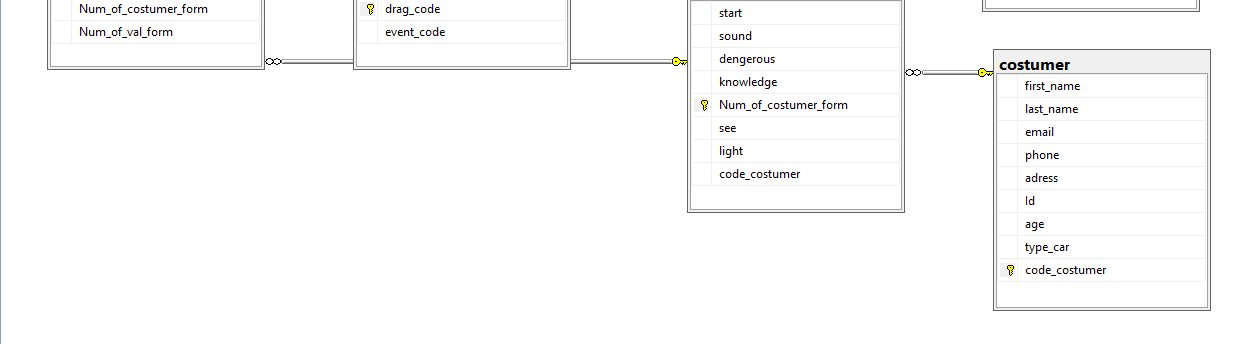 Num_of_costumer_form
Num_of_val_form
drag_code
event_code
start
sound
dengerous
knowledge
Num_of_costumer_form
see
light
code_costumer
costumer
first_name
last_name
email
phone
adress
Id
age
type_car
code_costumer